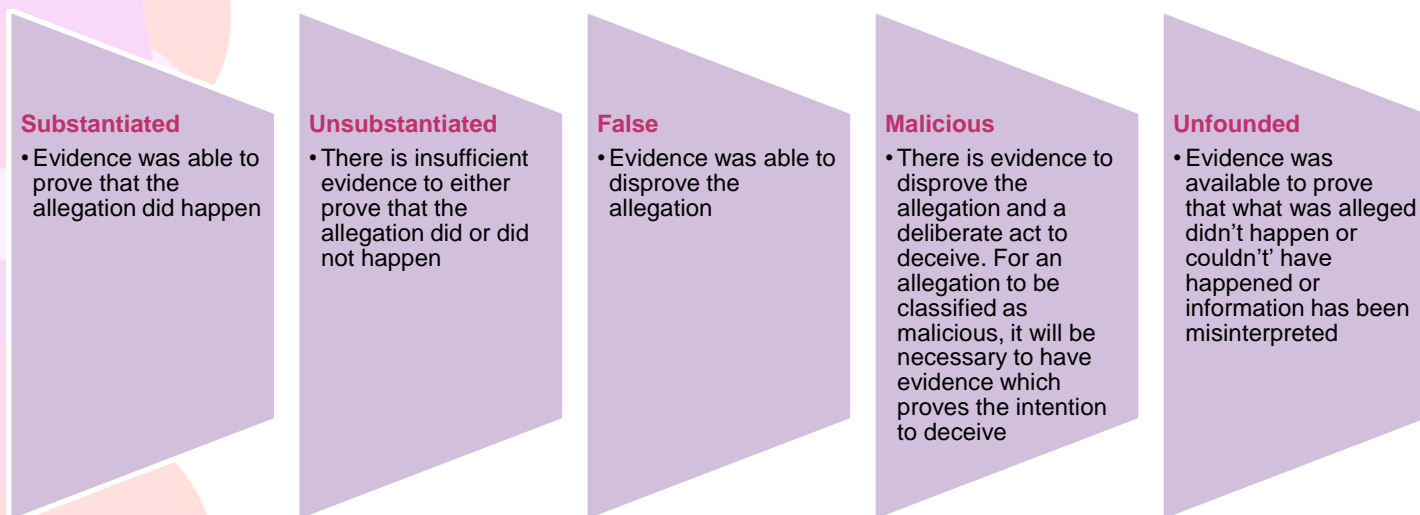 Substantiated
• Evidence was able to
prove that the
allegation did happen
Unsubstantiated
• There is insufficient
evidence to either
prove that the
allegation did or did
not happen
False
• Evidence was able to
disprove the
allegation
Malicious
• There is evidence to
disprove the
allegation and a
deliberate act to
deceive. For an
allegation to be
classified as
malicious, it will be
necessary to have
evidence which
proves the intention
to deceive
Unfounded
• Evidence was
available to prove
that what was alleged
didn’t happen or
couldn’t’ have
happened or
information has been
misinterpreted